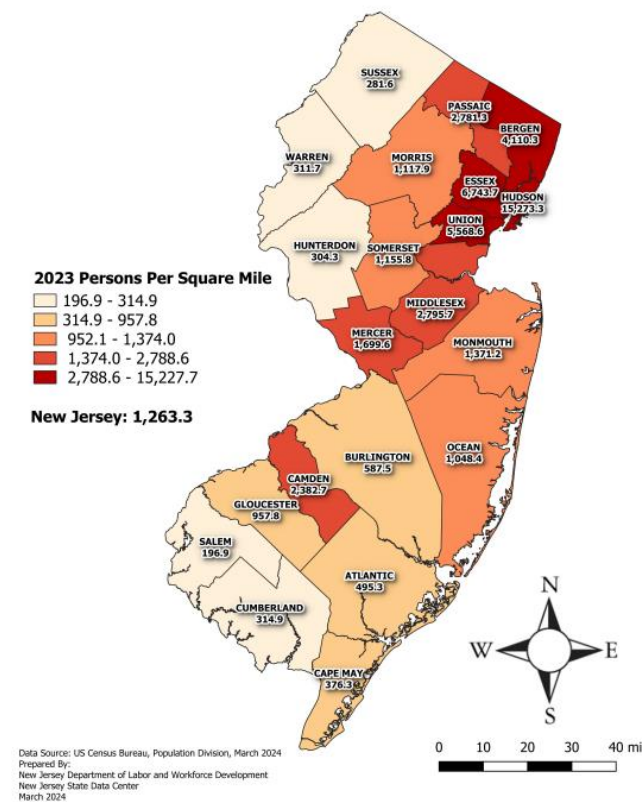 SUSSEX
281.6
PASSAIC
2,781.3
BERGEN
4,110.3
WARREN
311.7
MORRIS
1,117.9
ESSEX
6,743.7
HUDSON
15,273.3
UNION
5,568.6
HUNTERDON
304.3
SOMERSET
1,155.8
2023 Persons Per Square Mile
196.9 - 314.9
314.9 - 957.8
952.1 - 1,374.0
1,374.0 - 2,788.6
2,788.6 - 15,227.7
New Jersey: 1,263.3
MIDDLESEX
2,795.7
MERCER
1,699.6
MONMOUTH
1,371.2
OCEAN
1,048.4
BURLINGTON
587.5
CAMDEN
2,382.7
GLOUCESTER
957.8
SALEM
196.9
ATLANTIC
495.3
CUMBERLAND
314.9
CAPE MAY
376.3
N
W E
S
0 10 20 30 40 mi
Data Source: US Census Bureau, Population Division, March 2024
Prepared By:
New Jersey Department of Labor and Workforce Development
New Jersey State Data Center
March 2024